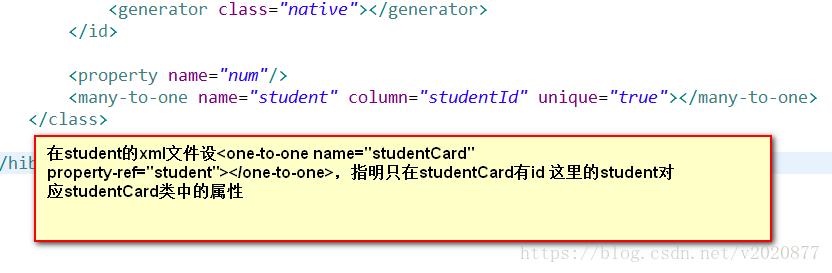 <generator class="native"></generator>
</id>
<property name="num"/>
<many-to-one name="student" column="studentId" unique="true"></many-to-one>
</class>
/hib
在student的xml文件设<one-to-one name="studentCard"
property-ref="student"></one-to-one>，指明只在studentCard有id 这里的student对
应studentCard类中的属性
https://blog.csdn.net/v2020877